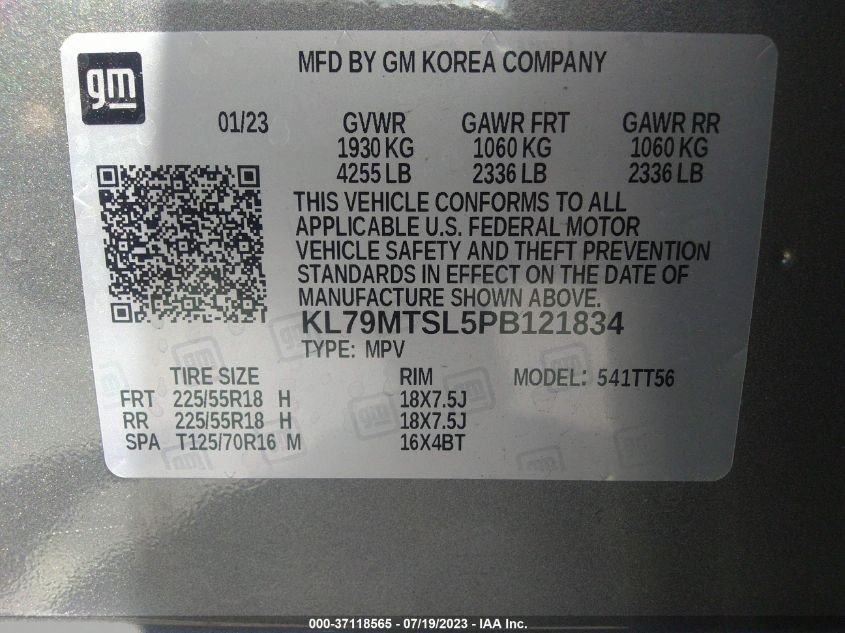 gm
MFD BY GM KOREA COMPANY
01/23 GVWR GAWR FRT GAWR RR
1930 KG 1060 KG 1060 KG
4255 LB 2336 LB 2336 LB
THIS VEHICLE CONFORMS TO ALL
APPLICABLE U.S. FEDERAL MOTOR
VEHICLE SAFETY AND THEFT PREVENTION
STANDARDS IN EFFECT ON THE DATE OF
MANUFACTURE SHOWN ABOVE.
KL79MTSL5PB121834
TYPE: MPV
TIRE SIZE RIM MODEL: 541TT56
FRT 225/55R18 H 18X7.5J
RR 225/55R18 H 18X7.5J
SPA T125/70R16 M 16X4BT
000-37118565 - 07/19/2023 - IAA Inc.